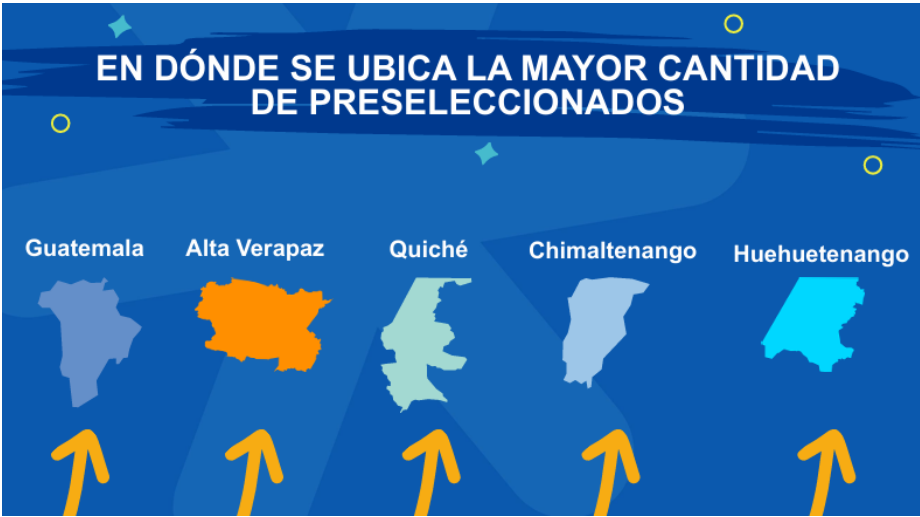 EN DÓNDE SE UBICA LA MAYOR CANTIDAD
DE PRESELECCIONADOS
Guatemala
Alta Verapaz
Quiché
Chimaltenango
Huehuetenango